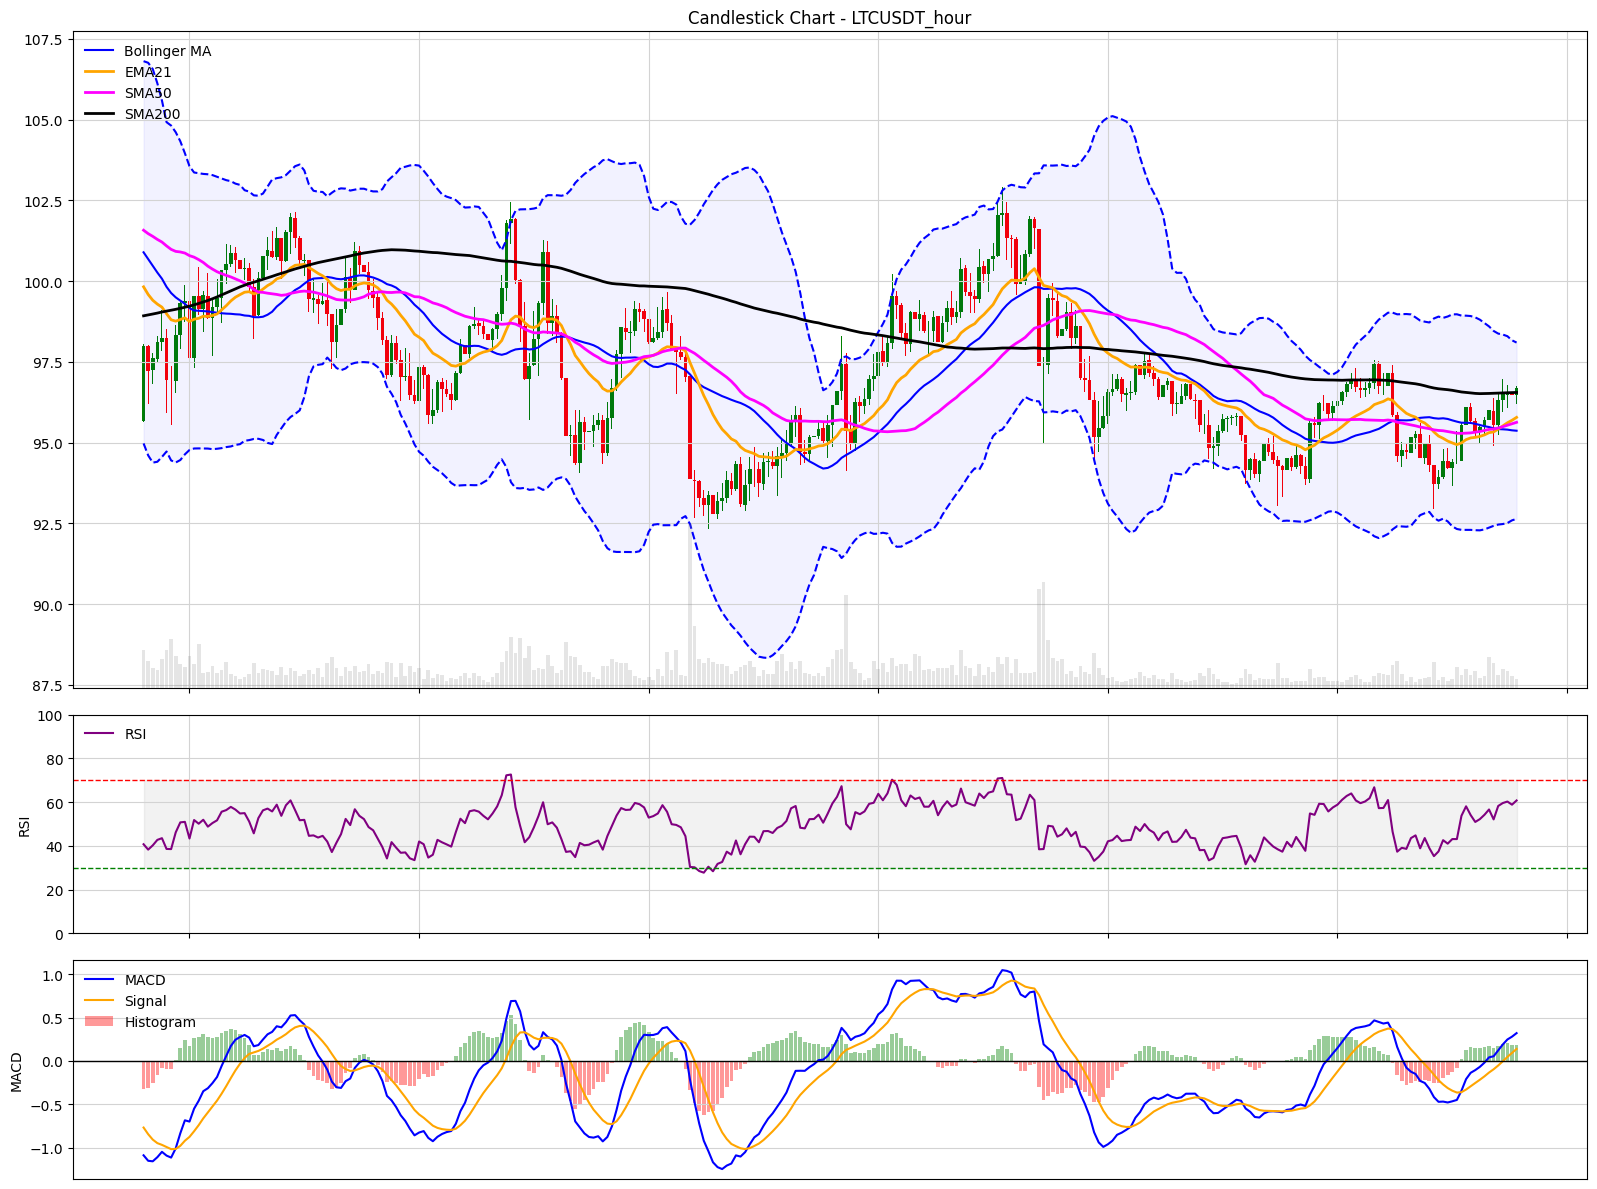 Candlestick Chart - LTCUSDT_hour
107.5
105.0
102.5
100.0
97.5
95.0
92.5
90.0
87.5
Bollinger MA
EMA21
SMA50
SMA200
100
80
60
40
20
0
RSI
RSI
1.0
0.5
0.0
−0.5
−1.0
MACD
MACD
Signal
Histogram